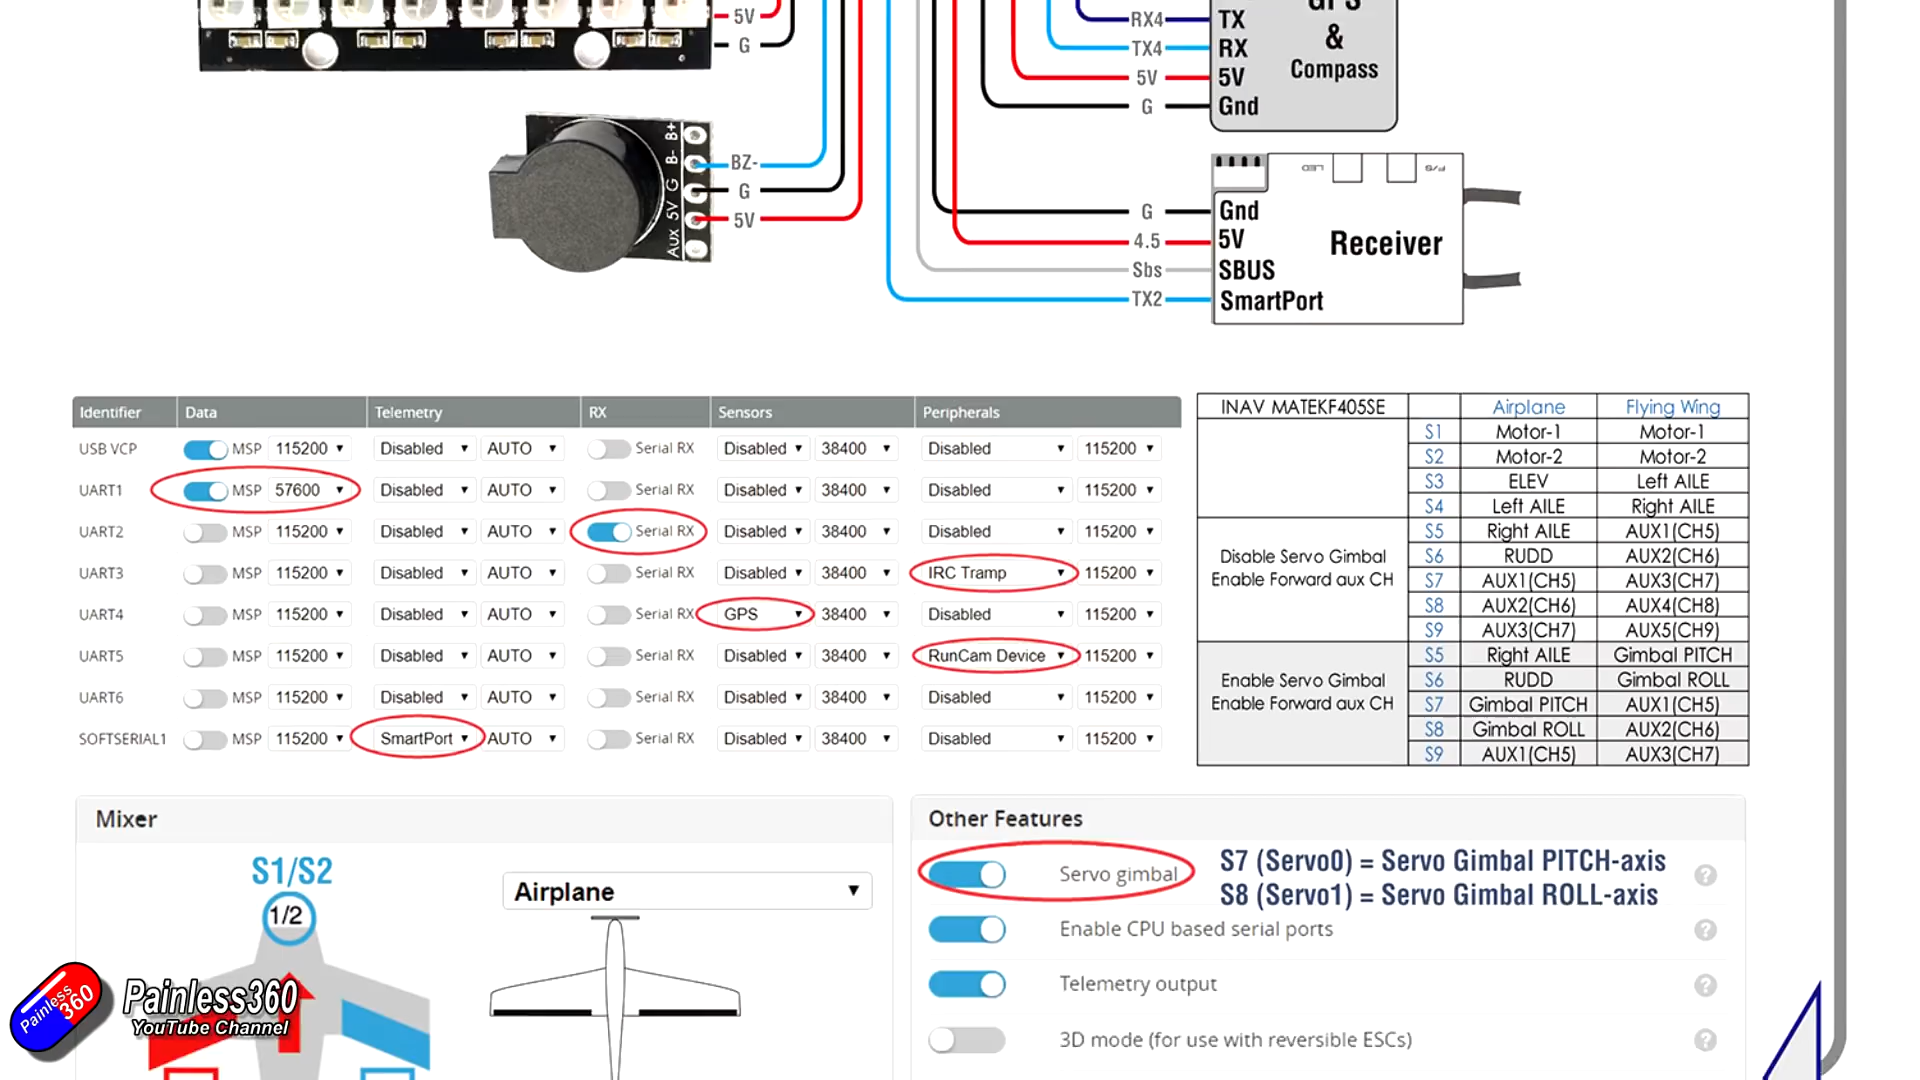 5V
G
RX4 TX
TX4 RX
5V 5V
G Gnd
GPS
&
Compass
B+
B-
G
5V
Aux
BZ-
G
5V
LED
F/S
G Gnd
4.5 5V
Sbs SBUS
TX2 SmartPort
Receiver
Identifier Data Telemetry RX Sensors Peripherals
USB VCP MSP 115200 Disabled AUTO Serial RX Disabled 38400 Disabled 115200
UART1 MSP 57600 Disabled AUTO Serial RX Disabled 38400 Disabled 115200
UART2 MSP 115200 Disabled AUTO Serial RX Disabled 38400 Disabled 115200
UART3 MSP 115200 Disabled AUTO Serial RX Disabled 38400 IRC Tramp 115200
UART4 MSP 115200 Disabled AUTO Serial RX GPS 38400 Disabled 115200
UART5 MSP 115200 Disabled AUTO Serial RX Disabled 38400 RunCam Device 115200
UART6 MSP 115200 Disabled AUTO Serial RX Disabled 38400 Disabled 115200
SOFTSERIAL1 MSP 115200 SmartPort AUTO Serial RX Disabled 38400 Disabled 115200
INAV MATEKF405SE Airplane Flying Wing
S1 Motor-1 Motor-1
S2 Motor-2 Motor-2
S3 ELEV Left AILE
S4 Left AILE Right AILE
Disable Servo Gimbal
Enable Forward aux CH
S5 Right AILE AUX1(CH5)
S6 RUDD AUX2(CH6)
S7 AUX1(CH5) AUX3(CH7)
S8 AUX2(CH6) AUX4(CH8)
S9 AUX3(CH7) AUX5(CH9)
Enable Servo Gimbal
Enable Forward aux CH
S5 Right AILE Gimbal PITCH
S6 RUDD Gimbal ROLL
S7 Gimbal PITCH AUX1(CH5)
S8 Gimbal ROLL AUX2(CH6)
S9 AUX1(CH5) AUX3(CH7)
Mixer
S1/S2
1/2
Airplane
Other Features
Servo gimbal
S7 (Servo0) = Servo Gimbal PITCH-axis
S8 (Servo1) = Servo Gimbal ROLL-axis
?
Enable CPU based serial ports ?
Telemetry output ?
3D mode (for use with reversible ESCs) ?
Painless
360
Painless360
YouTube Channel